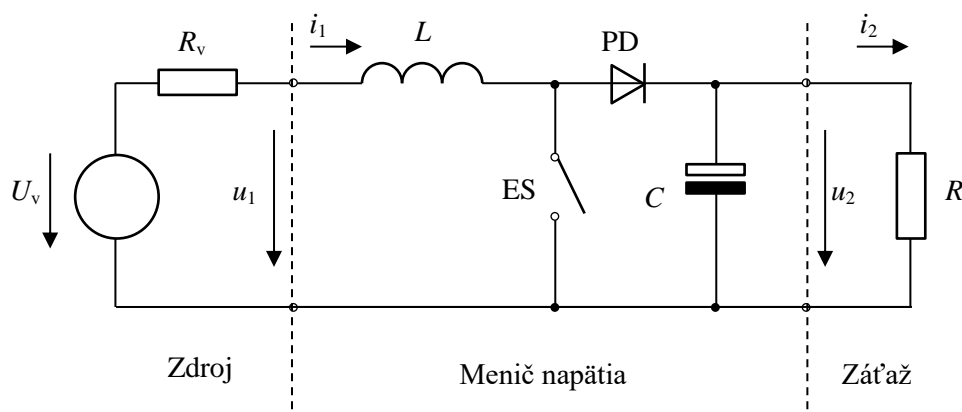 i₁
L
PD
i₂
Rᵥ
Uᵥ
u₁
ES
C
u₂
R
Zdroj
Menič napätia
Záťaž